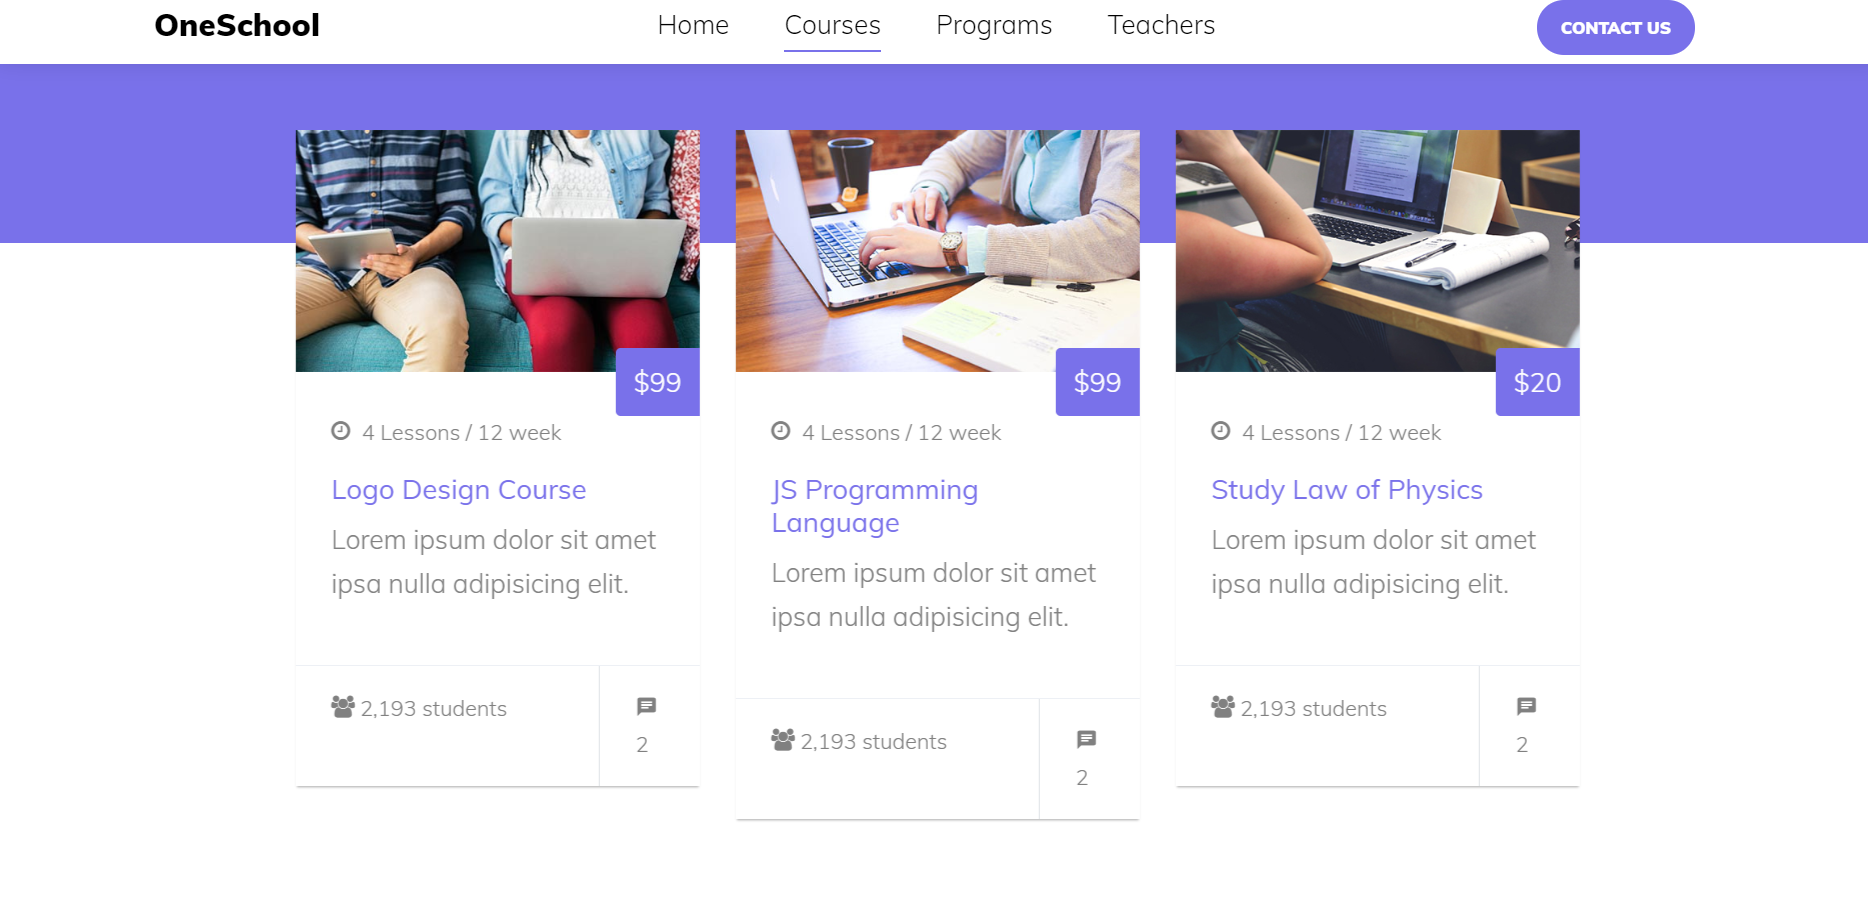 OneSchool
Home
Courses
Programs
Teachers
CONTACT US
$99
4 Lessons / 12 week
Logo Design Course
Lorem ipsum dolor sit amet
ipsa nulla adipisicing elit.
2,193 students
2
$99
4 Lessons / 12 week
JS Programming
Language
Lorem ipsum dolor sit amet
ipsa nulla adipisicing elit.
2,193 students
2
$20
4 Lessons / 12 week
Study Law of Physics
Lorem ipsum dolor sit amet
ipsa nulla adipisicing elit.
2,193 students
2